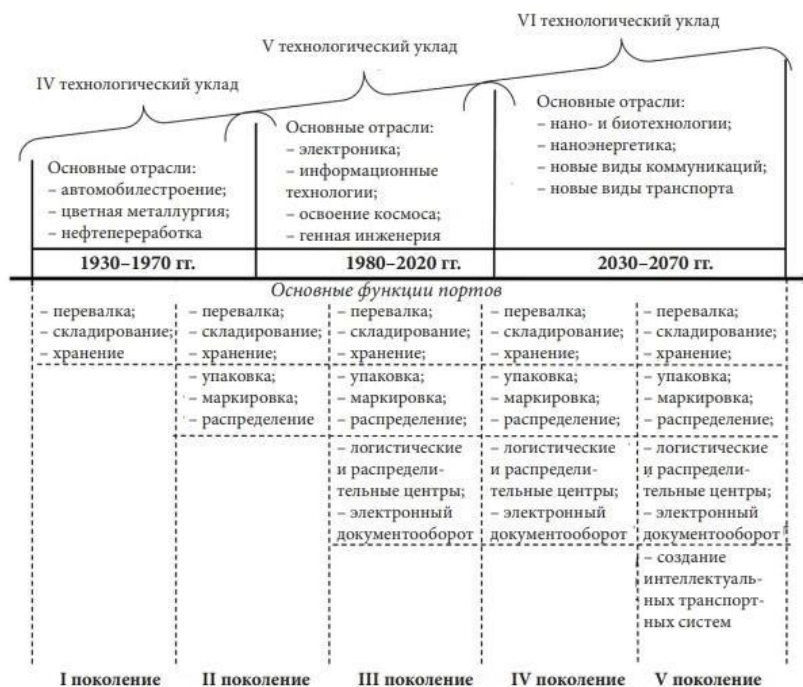 VI технологический уклад
V технологический уклад
IV технологический уклад
Основные отрасли:
– автомобилестроение;
– цветная металлургия;
– нефтепереработка
Основные отрасли:
– электроника;
– информационные
технологии;
– освоение космоса;
– генная инженерия
Основные отрасли:
– нано- и биотехнологии;
– наноэнергетика;
– новые виды коммуникаций;
– новые виды транспорта
1930–1970 гг.
1980–2020 гг.
2030–2070 гг.
Основные функции портов
– перевалка;
– складирование;
– хранение
– перевалка;
– складирование;
– хранение;
– упаковка;
– маркировка;
– распределение
– перевалка;
– складирование;
– хранение;
– упаковка;
– маркировка;
– распределение;
– логистические
и распредели-
тельные центры;
– электронный
документооборот
– перевалка;
– складирование;
– хранение;
– упаковка;
– маркировка;
– распределение;
– логистические
и распредели-
тельные центры;
– электронный
документооборот
– перевалка;
– складирование;
– хранение;
– упаковка;
– маркировка;
– распределение;
– логистические
и распредели-
тельные центры;
– электронный
документооборот
– создание
интеллектуаль-
ных транспорт-
ных систем
I поколение
II поколение
III поколение
IV поколение
V поколение